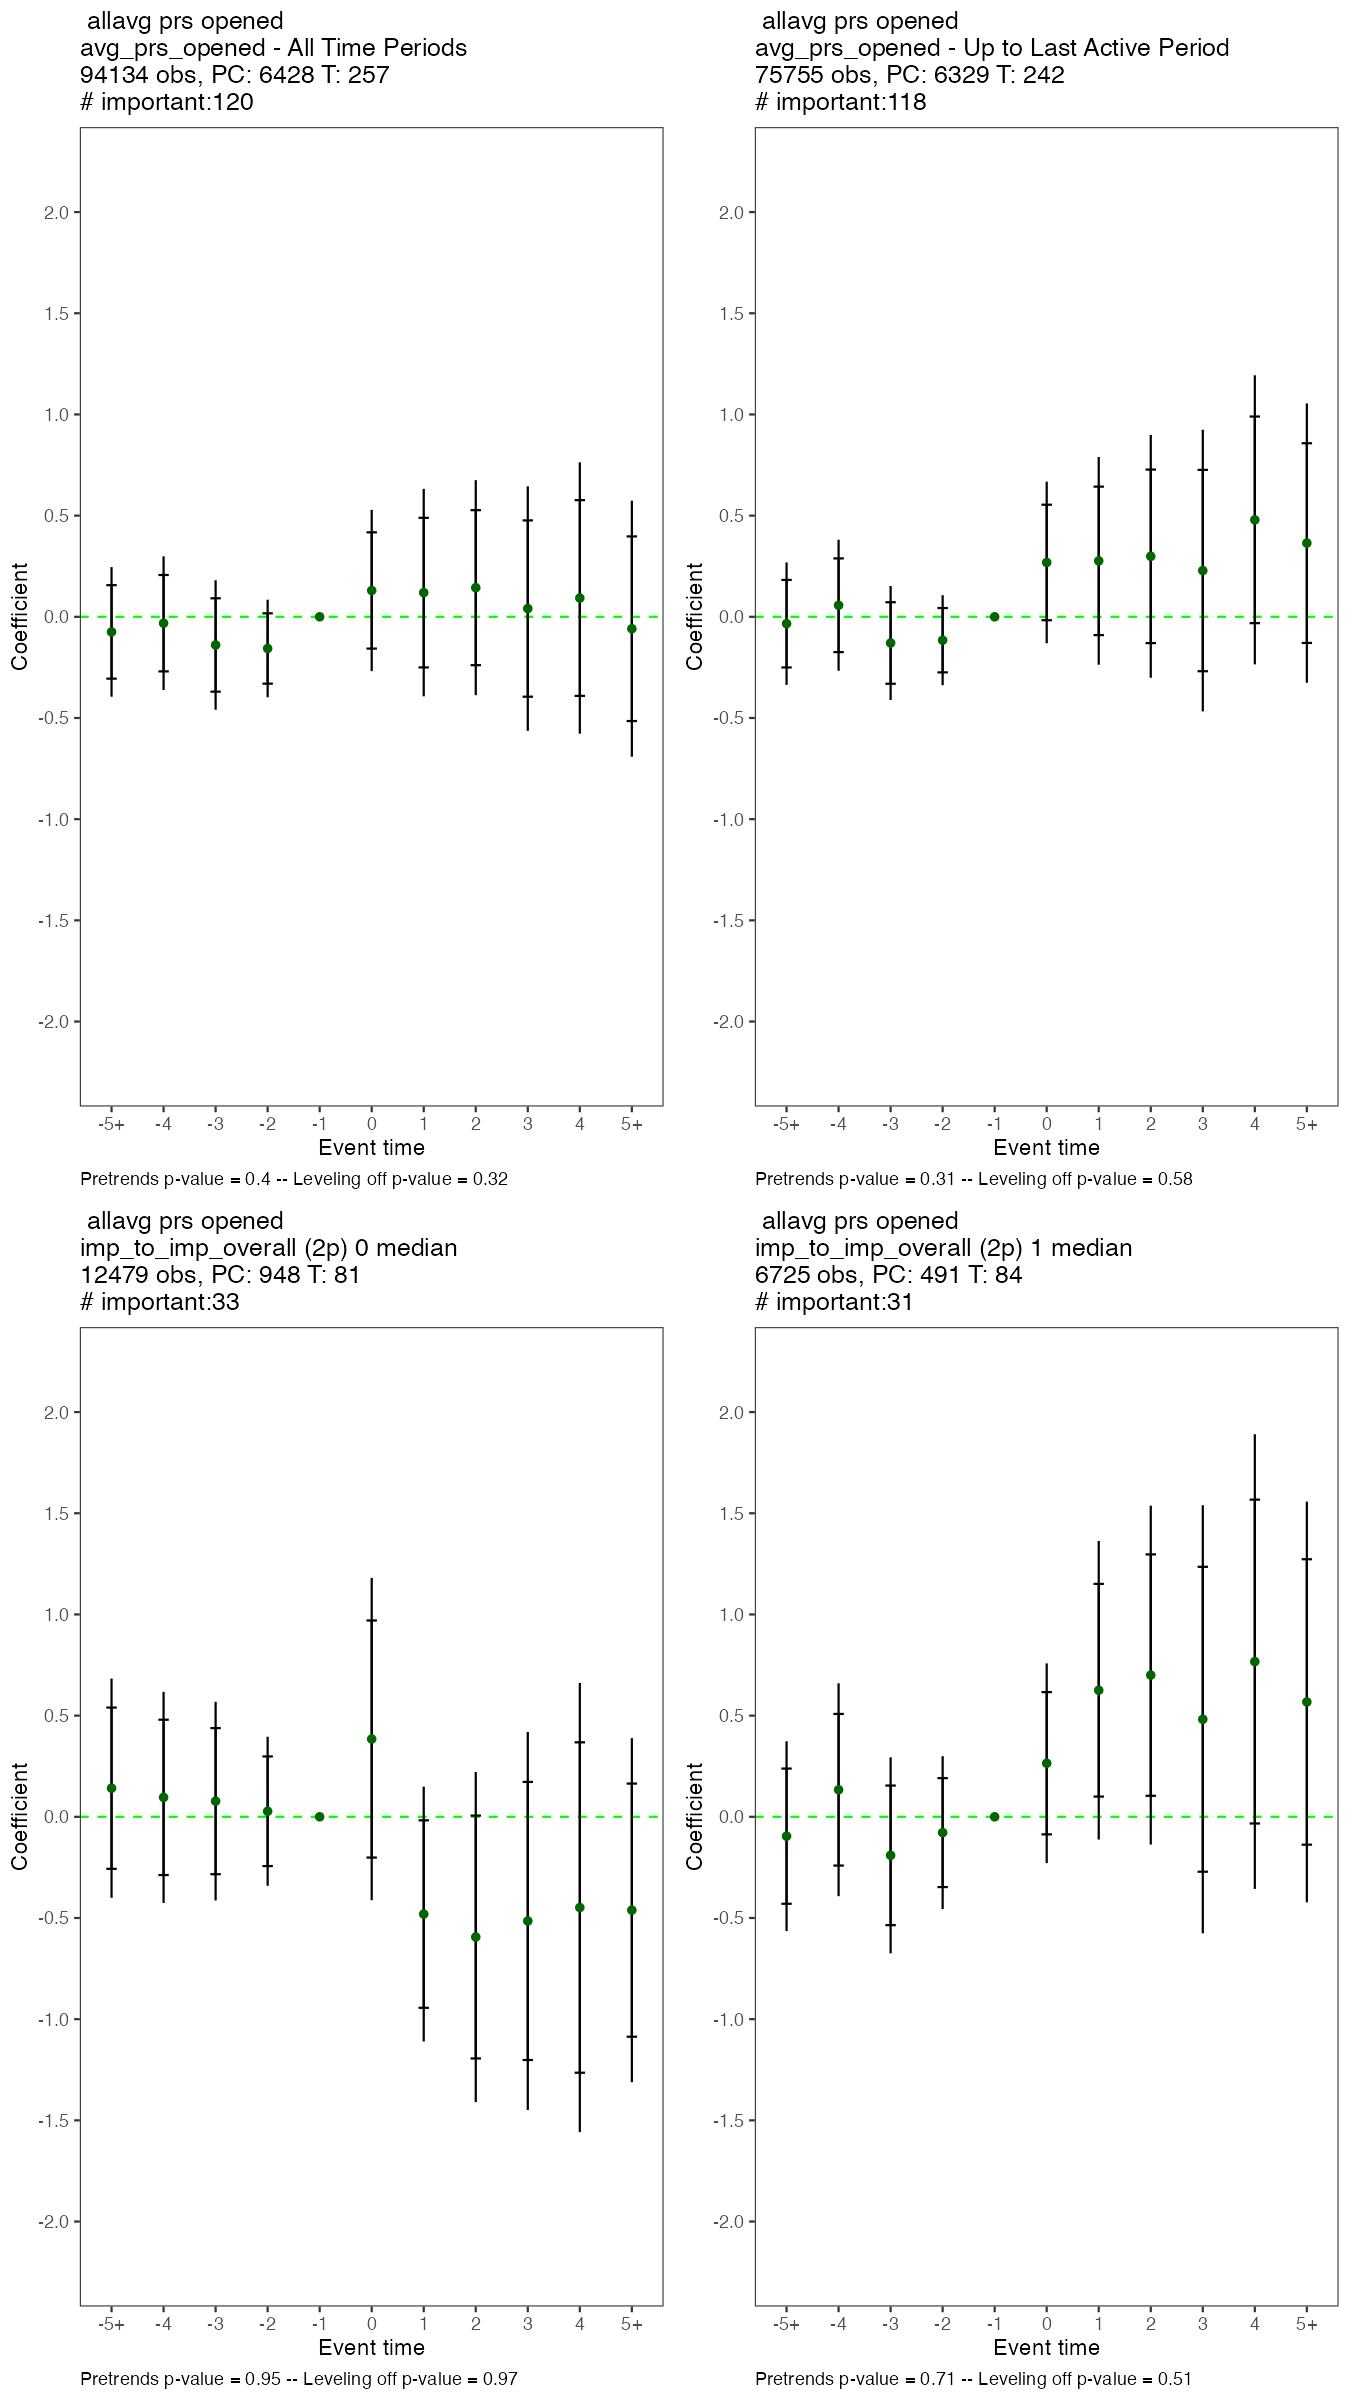 allavg prs opened
avg_prs_opened - All Time Periods
94134 obs, PC: 6428 T: 257
# important:120
2.0
1.5
1.0
0.5
0.0
-0.5
-1.0
-1.5
-2.0
Coefficient
-5+ -4 -3 -2 -1 0 1 2 3 4 5+
Event time
Pretrends p-value = 0.4 -- Leveling off p-value = 0.32
allavg prs opened
avg_prs_opened - Up to Last Active Period
75755 obs, PC: 6329 T: 242
# important:118
2.0
1.5
1.0
0.5
0.0
-0.5
-1.0
-1.5
-2.0
Coefficient
-5+ -4 -3 -2 -1 0 1 2 3 4 5+
Event time
Pretrends p-value = 0.31 -- Leveling off p-value = 0.58
allavg prs opened
imp_to_imp_overall (2p) 0 median
12479 obs, PC: 948 T: 81
# important:33
2.0
1.5
1.0
0.5
0.0
-0.5
-1.0
-1.5
-2.0
Coefficient
-5+ -4 -3 -2 -1 0 1 2 3 4 5+
Event time
Pretrends p-value = 0.95 -- Leveling off p-value = 0.97
allavg prs opened
imp_to_imp_overall (2p) 1 median
6725 obs, PC: 491 T: 84
# important:31
2.0
1.5
1.0
0.5
0.0
-0.5
-1.0
-1.5
-2.0
Coefficient
-5+ -4 -3 -2 -1 0 1 2 3 4 5+
Event time
Pretrends p-value = 0.71 -- Leveling off p-value = 0.51